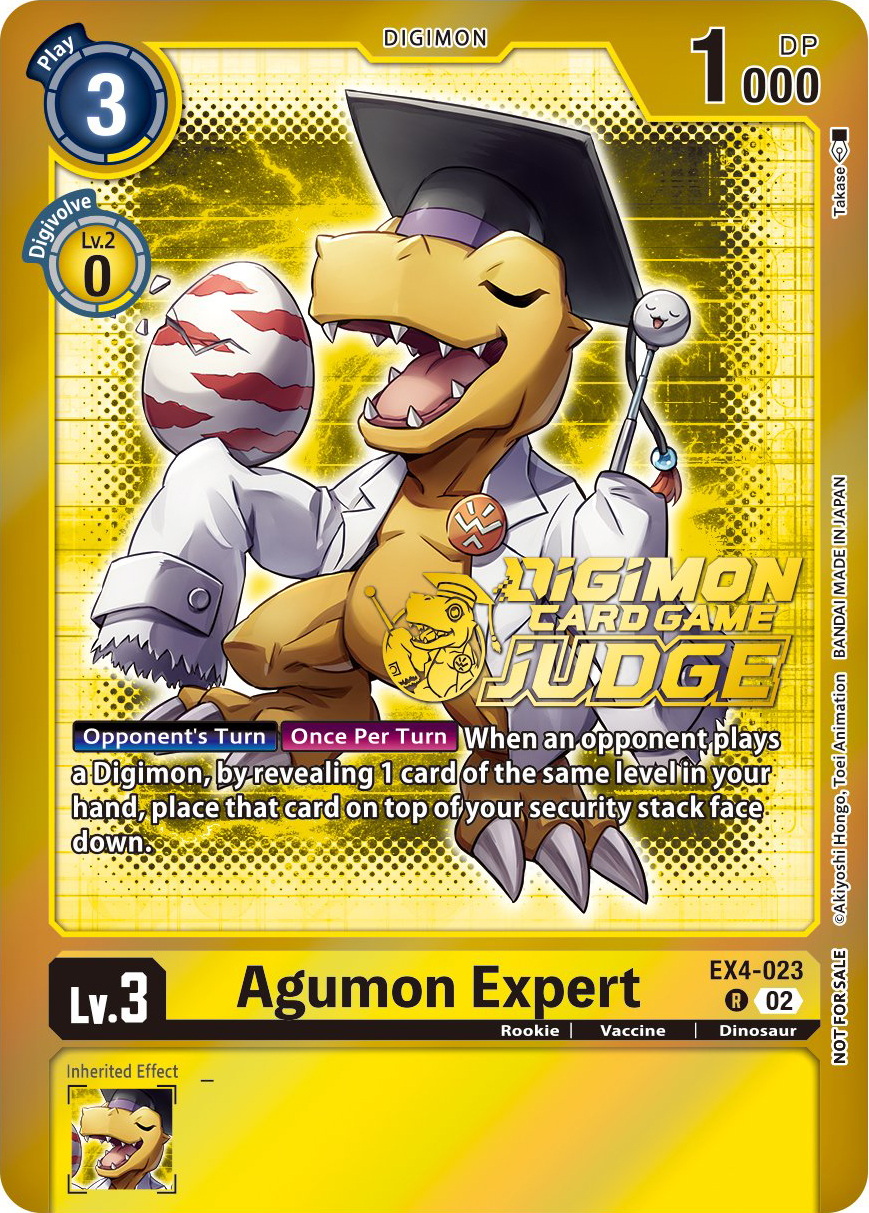 DIGIMON
Play
3
1000
DP
Digivolve
Lv.2
0
Takase
DIGIMON
CARD GAME
JUDGE
Opponent's Turn Once Per Turn When an opponent plays
a Digimon, by revealing 1 card of the same level in your
hand, place that card on top of your security stack face
down.
©Akiyoshi Hongo, Toei Animation BANDAI MADE IN JAPAN
NOT FOR SALE
Lv.3
Agumon Expert
EX4-023
R 02
Rookie | Vaccine | Dinosaur
Inherited Effect
–